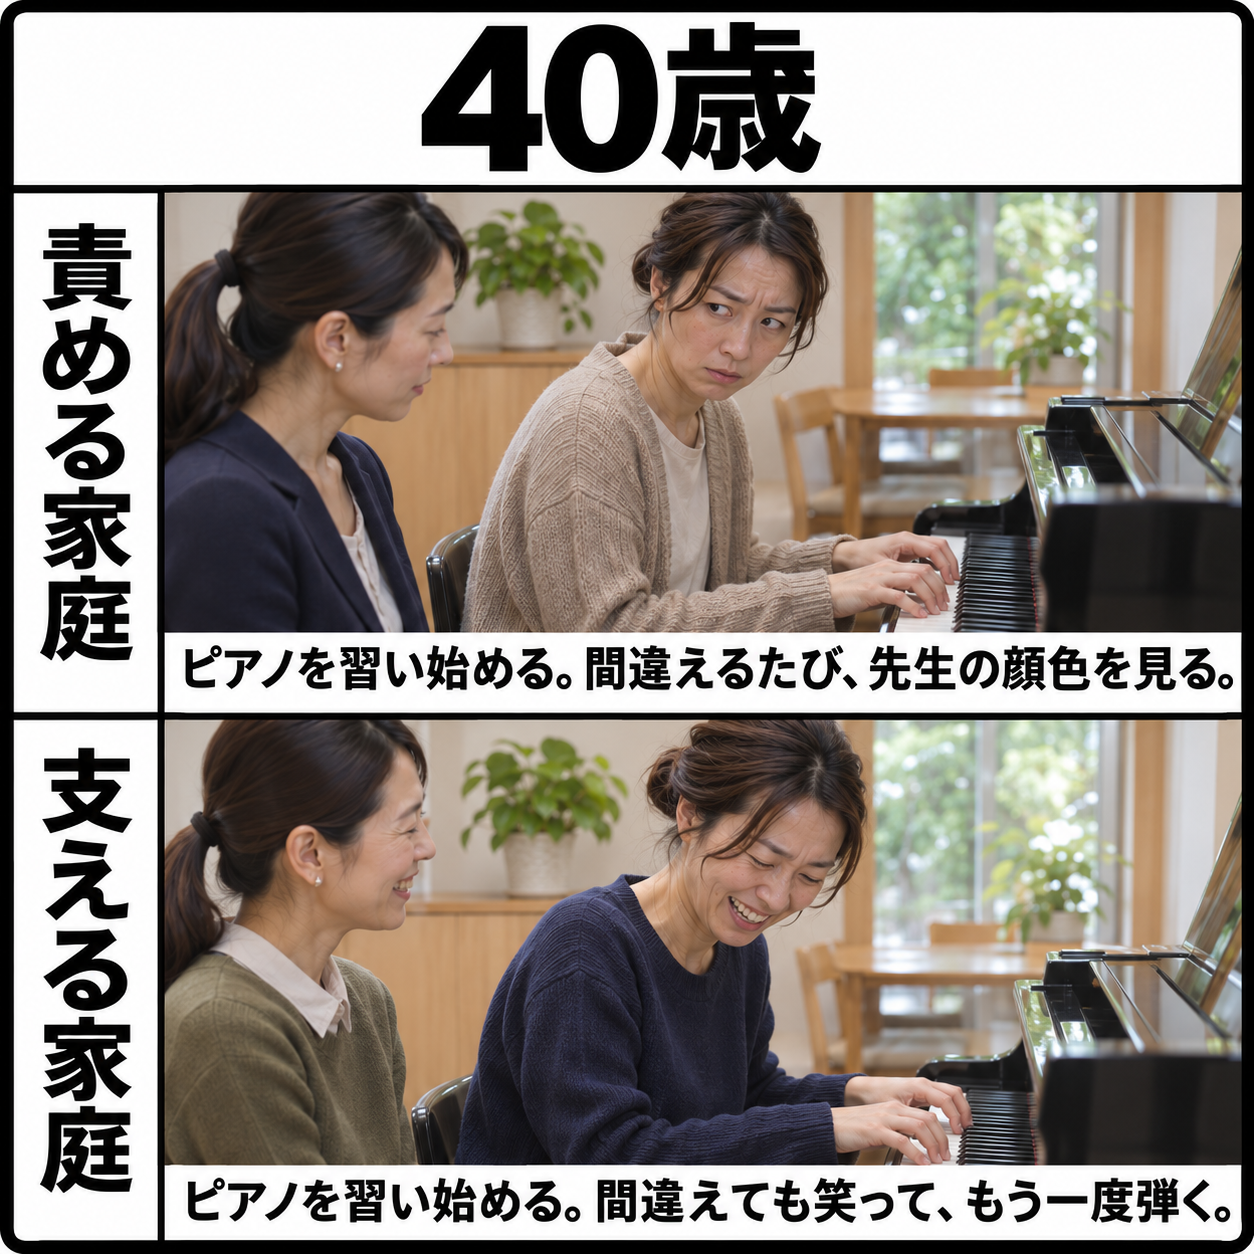 40歳
責める家庭
ピアノを習い始める。間違えるたび、先生の顔色を見る。
支える家庭
ピアノを習い始める。間違えても笑って、もう一度弾く。